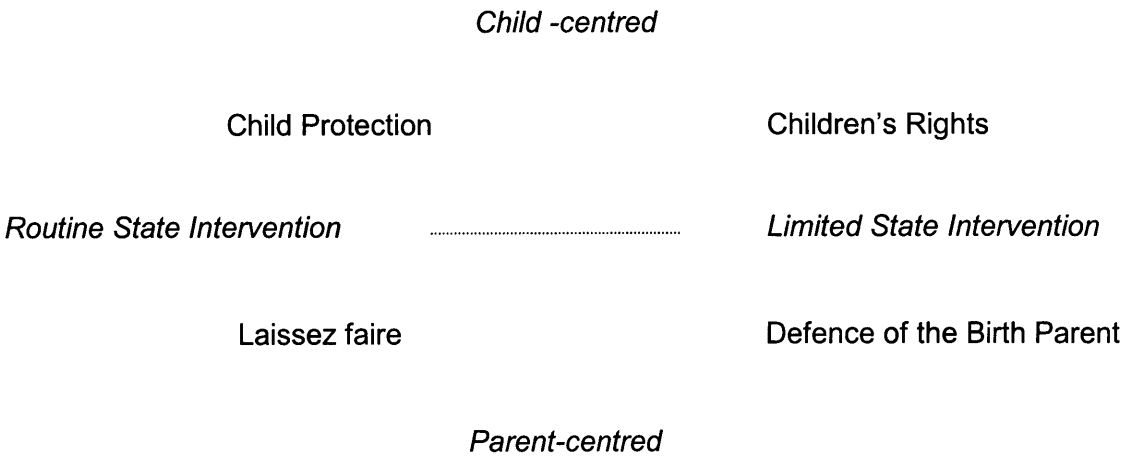 Child -centred
Child Protection Children's Rights
Routine State Intervention Limited State Intervention
Laissez faire Defence of the Birth Parent
Parent-centred